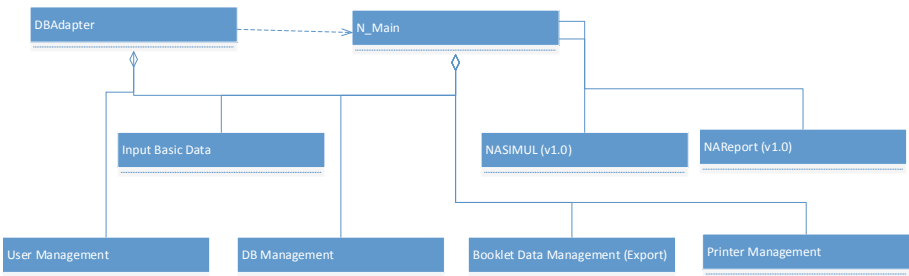 DBAdapter
N_Main
Input Basic Data
NASIMUL (v1.0)
NAReport (v1.0)
User Management
DB Management
Booklet Data Management (Export)
Printer Management